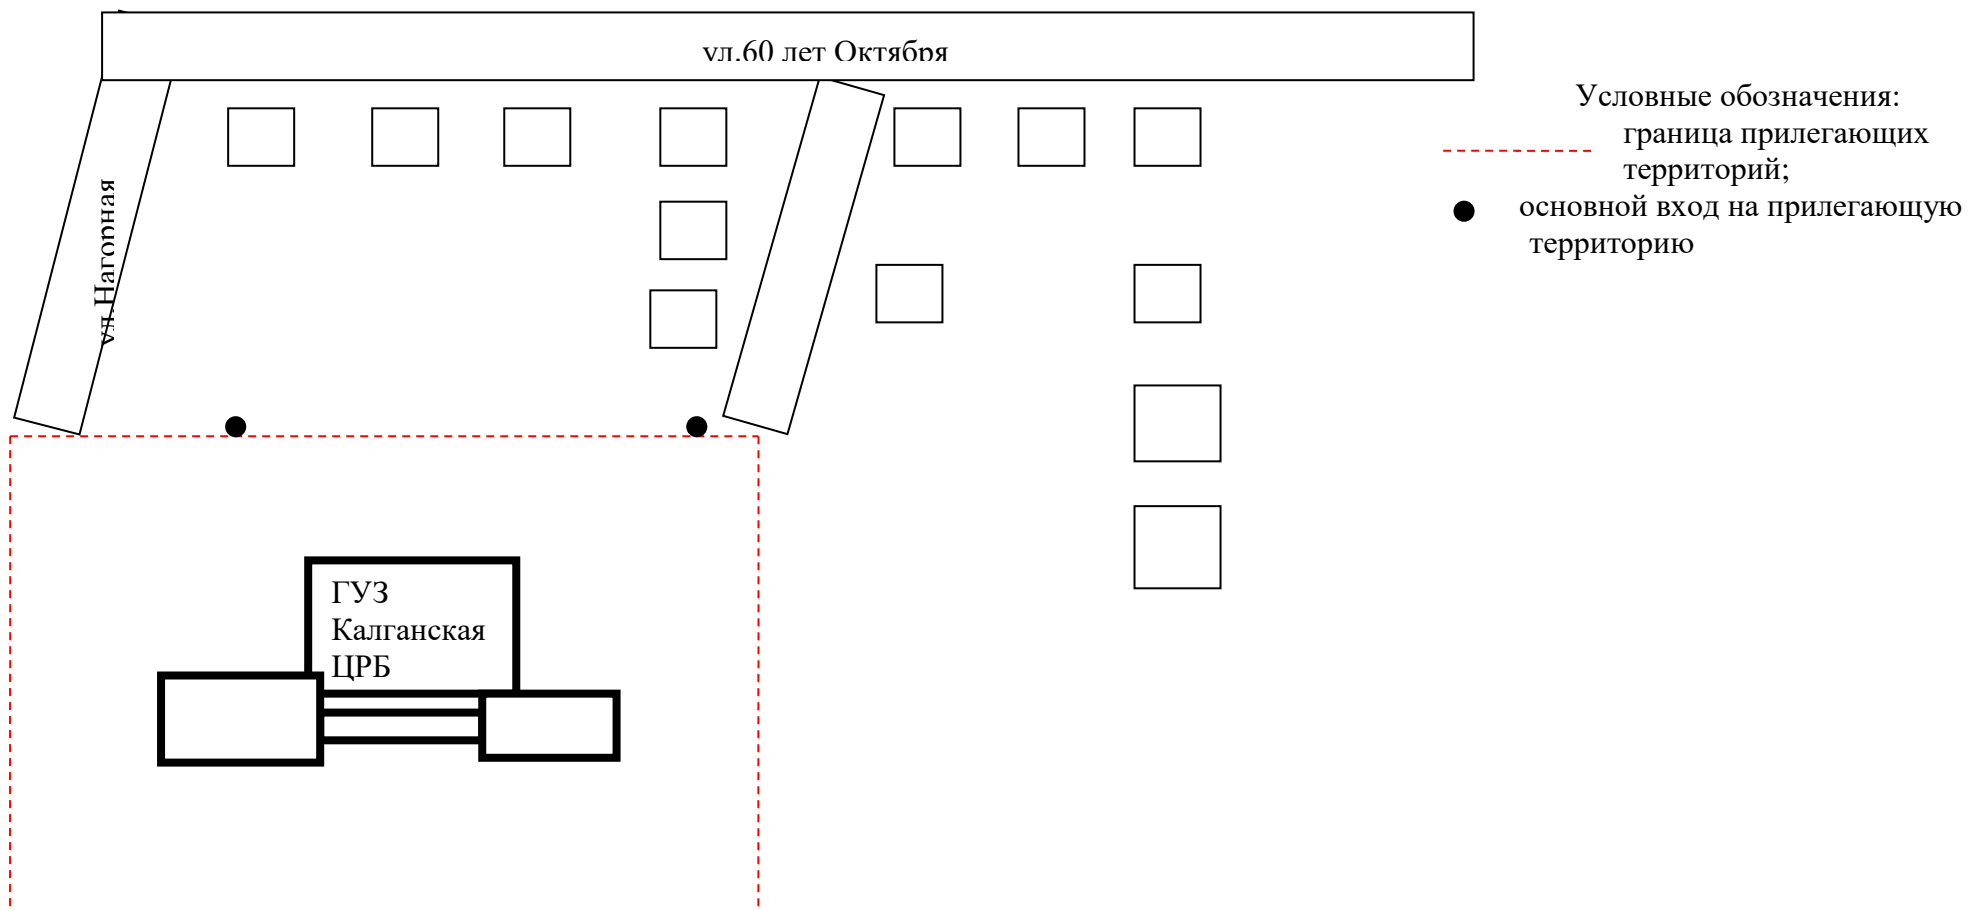 ул.60 лет Октября
ул.Нагорная
Условные обозначения:
граница прилегающих
территорий;
основной вход на прилегающую
территорию
ГУЗ
Калганская
ЦРБ